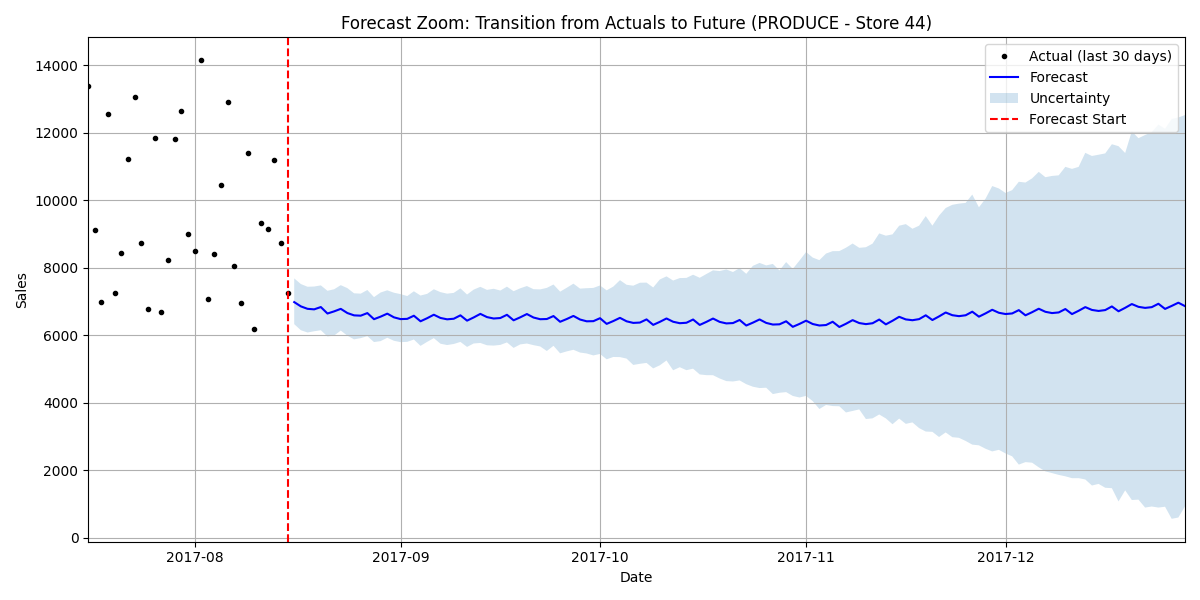 Forecast Zoom: Transition from Actuals to Future (PRODUCE - Store 44)
Actual (last 30 days)
Forecast
Uncertainty
Forecast Start
Sales
14000
12000
10000
8000
6000
4000
2000
0
2017-08
2017-09
2017-10
2017-11
2017-12
Date